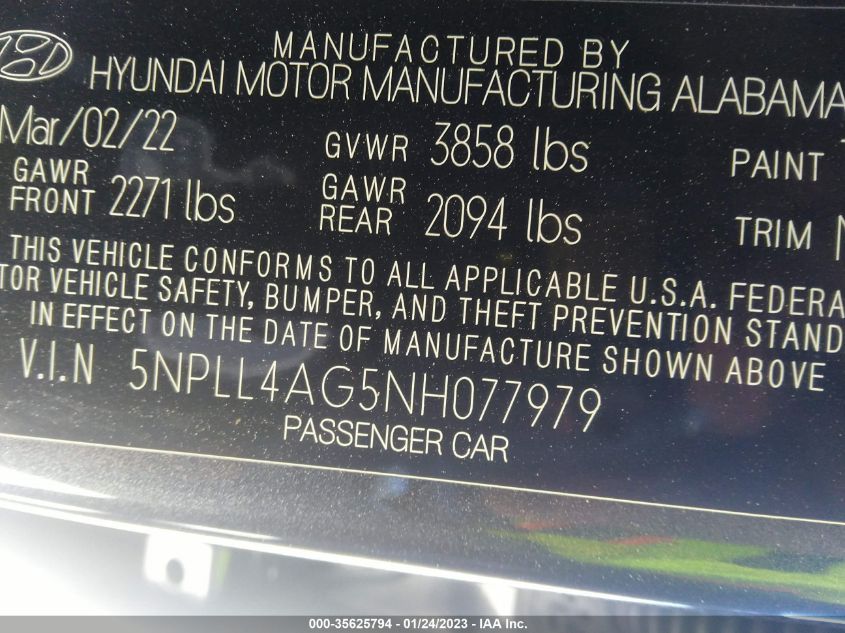 MANUFACTURED BY
HYUNDAI MOTOR MANUFACTURING ALABAMA
Mar/02/22 GVWR 3858 lbs PAINT
GAWR FRONT 2271 lbs GAWR REAR 2094 lbs TRIM
THIS VEHICLE CONFORMS TO ALL APPLICABLE U.S.A. FEDERA
TOR VEHICLE SAFETY, BUMPER, AND THEFT PREVENTION STAND
IN EFFECT ON THE DATE OF MANUFACTURE SHOWN ABOVE
V.I.N 5NPLL4AG5NH077979
PASSENGER CAR
000-35625794 - 01/24/2023 - © IAA Inc.